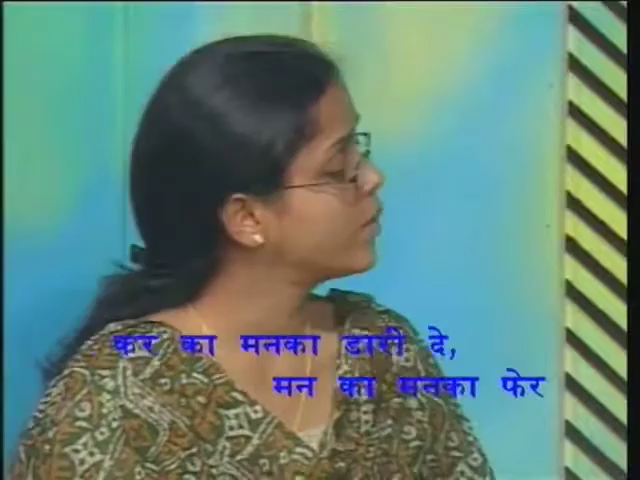 कर का मनका डारी दे,
मन का मनका फेर